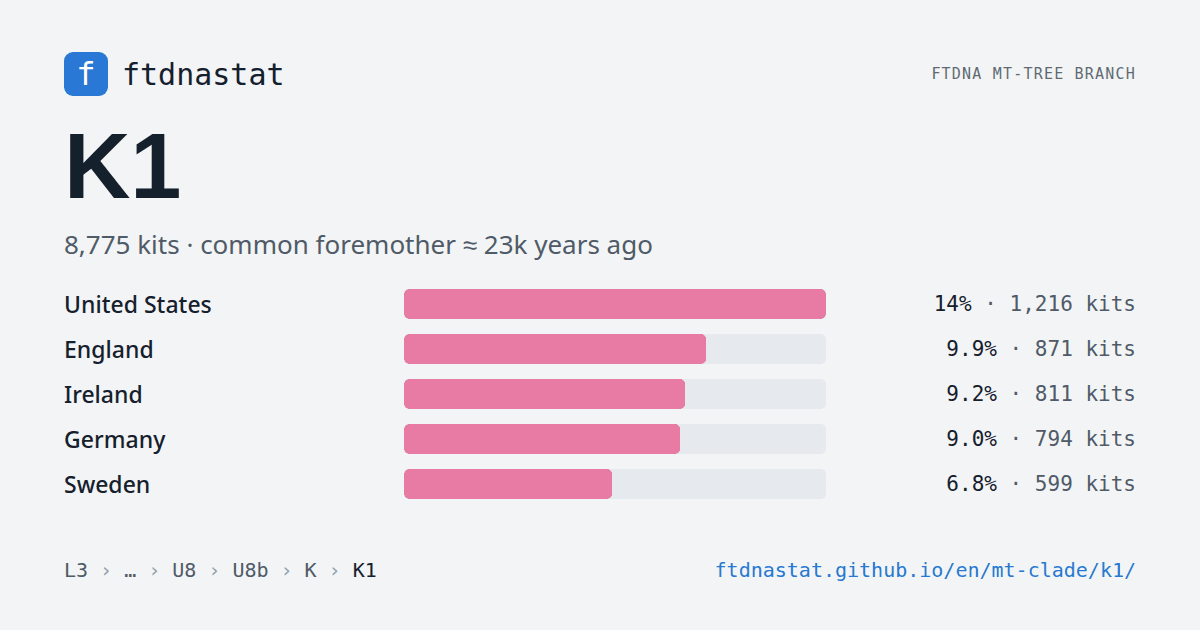 f ftdnastat
FTDNA MT-TREE BRANCH
K1
8,775 kits · common foremother ≈ 23k years ago
United States 14% · 1,216 kits
England 9.9% · 871 kits
Ireland 9.2% · 811 kits
Germany 9.0% · 794 kits
Sweden 6.8% · 599 kits
L3 › … › U8 › U8b › K › K1
ftdnastat.github.io/en/mt-clade/k1/